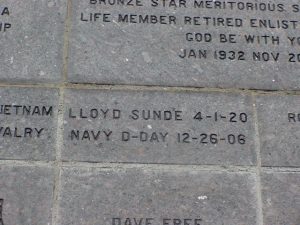 BRONZE STAR MERITORIOUS S
LIFE MEMBER RETIRED ENLIST
GOD BE WITH YO
JAN 1932 NOV 20
IETNAM
VALRY
LLOYD SUNDE 4-1-20
NAVY D-DAY 12-26-06
DAVE FREE